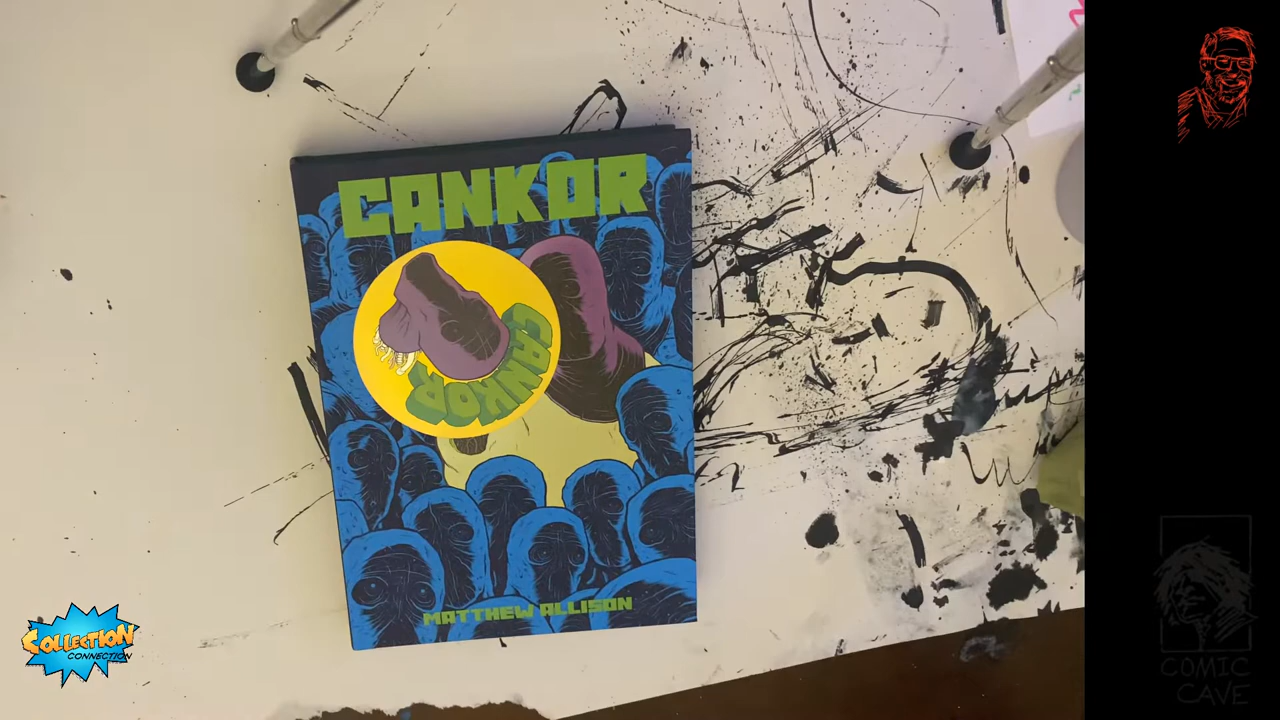 CANKOR
CANKOR
MATTHEW ALLISON
COLLECTION
CONNECTION
COMIC
CAVE